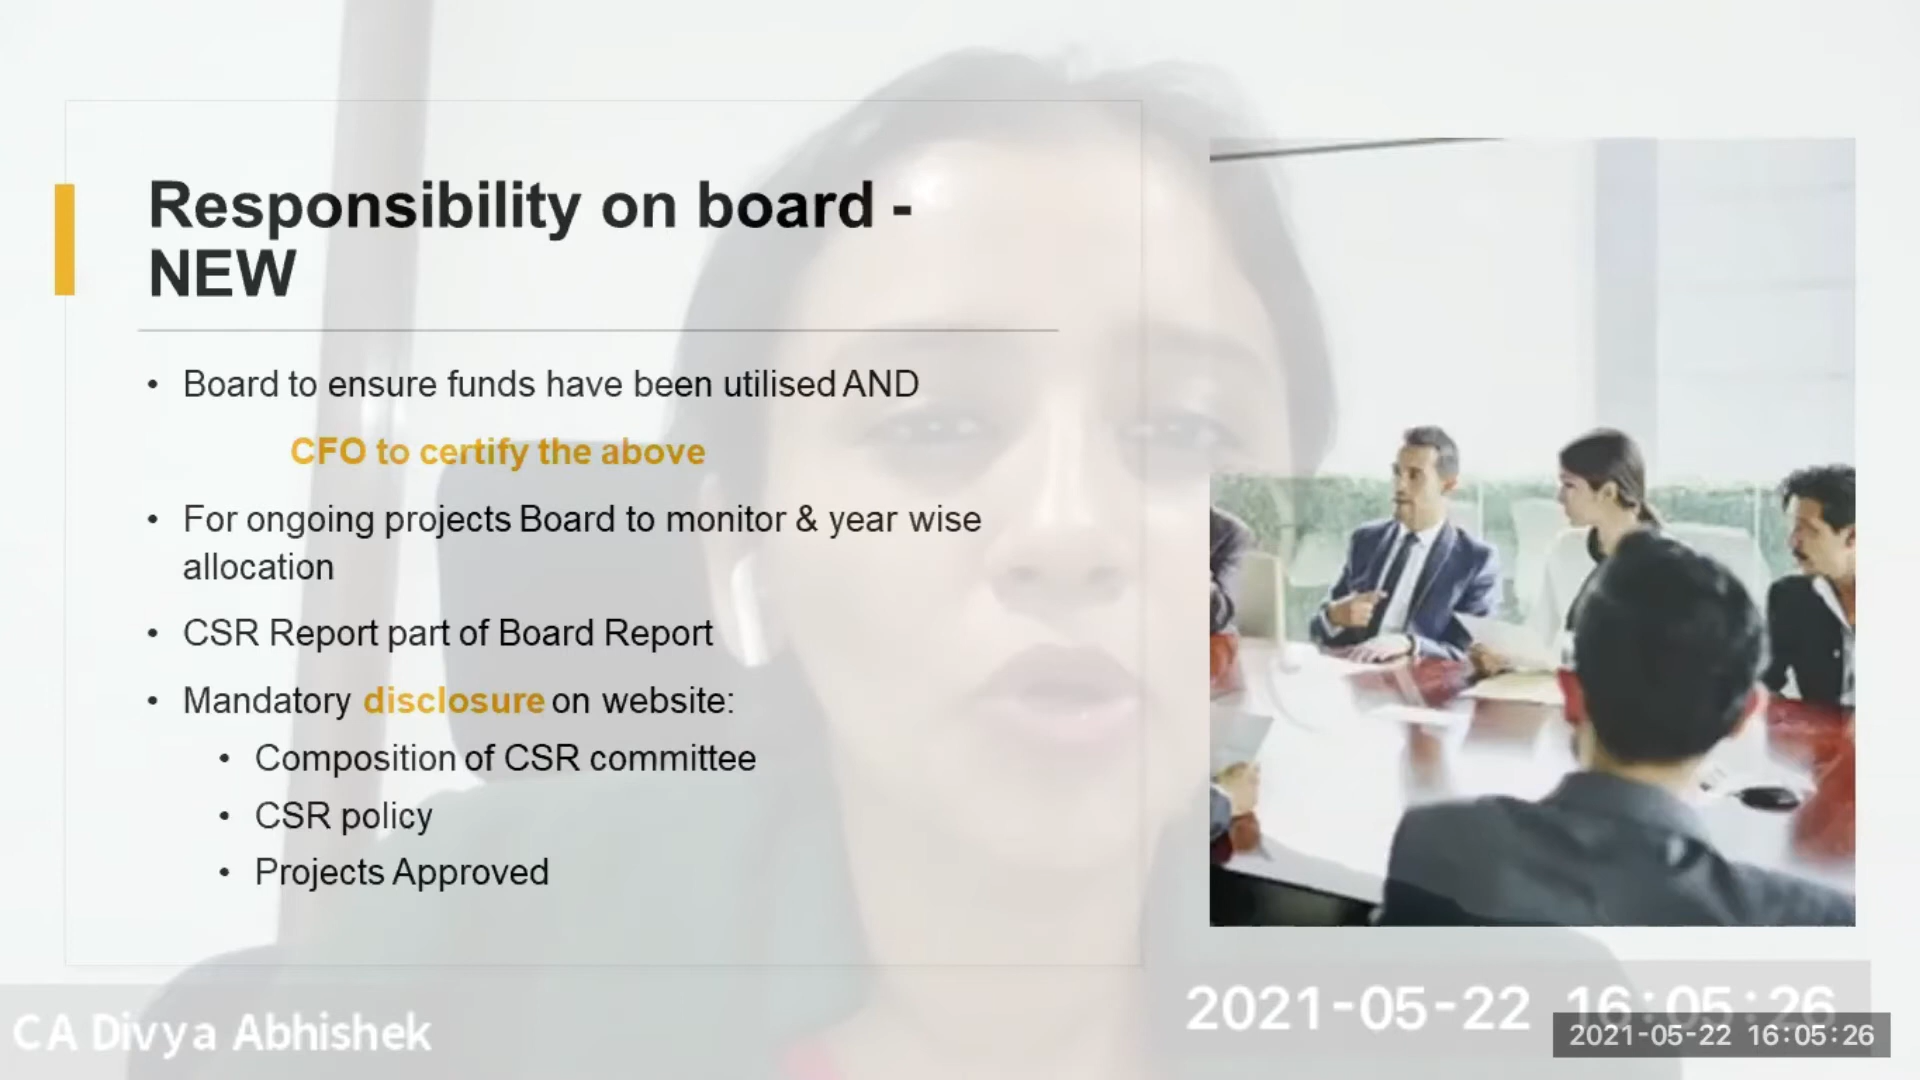 Responsibility on board -
NEW
• Board to ensure funds have been utilised AND
CFO to certify the above
• For ongoing projects Board to monitor & year wise
allocation
• CSR Report part of Board Report
• Mandatory disclosure on website:
• Composition of CSR committee
• CSR policy
• Projects Approved
CA Divya Abhishek
2021-05-22 16:05:26
2021-05-22 16:05:26